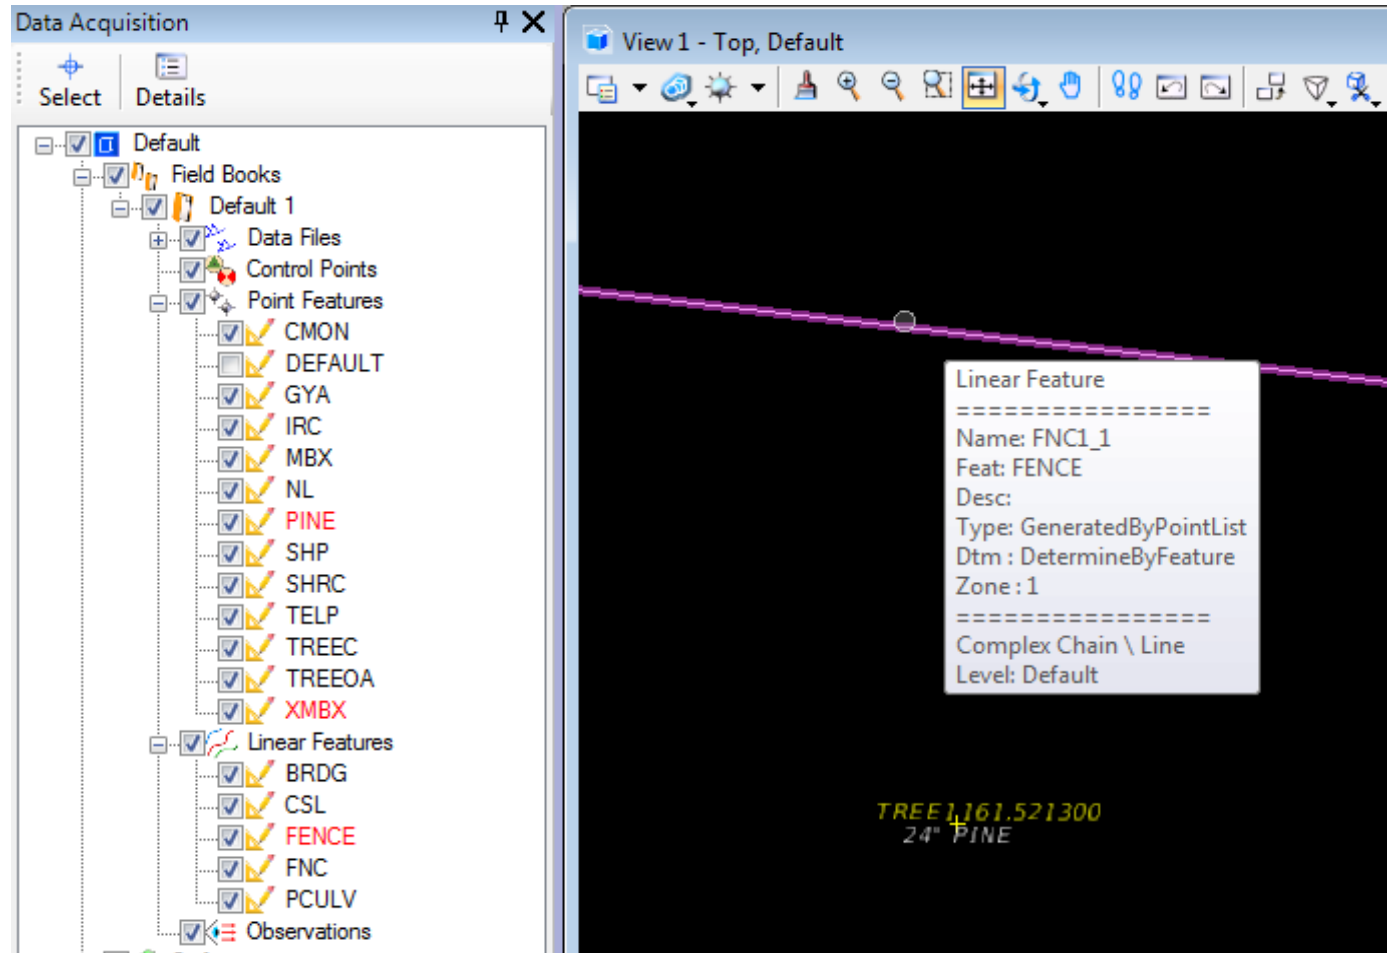 Data Acquisition
Select
Details
Default
Field Books
Default 1
Data Files
Control Points
Point Features
CMON
DEFAULT
GYA
IRC
MBX
NL
PINE
SHP
SHRC
TELP
TREEC
TREEOA
XMBX
Linear Features
BRDG
CSL
FENCE
FNC
PCULV
Observations
View 1 - Top, Default
Linear Feature
================
Name: FNC1_1
Feat: FENCE
Desc:
Type: GeneratedByPointList
Dtm : DetermineByFeature
Zone : 1
================
Complex Chain \ Line
Level: Default
TREE1,161.521300
24" PINE